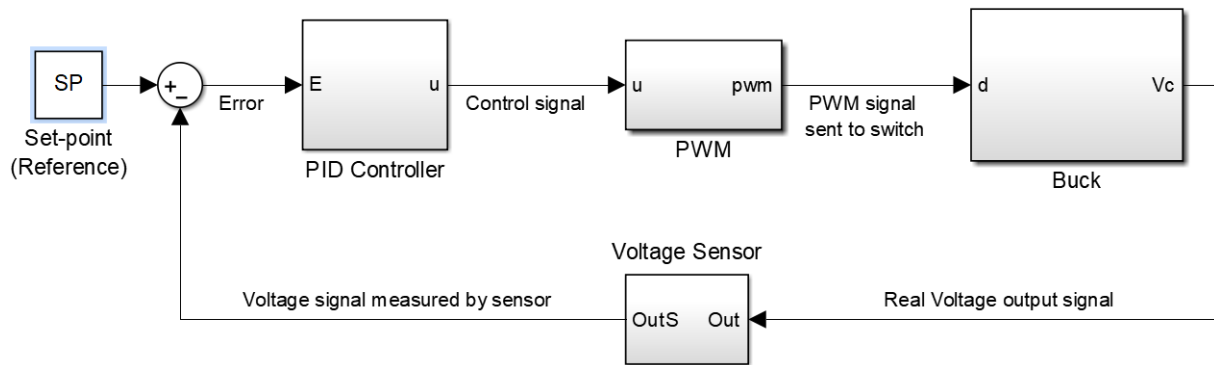 SP
+
−
Error
E
u
Control signal
u
pwm
PWM signal
sent to switch
d
Vc
Set-point
(Reference)
PID Controller
PWM
Buck
Voltage Sensor
Voltage signal measured by sensor
OutS
Out
Real Voltage output signal